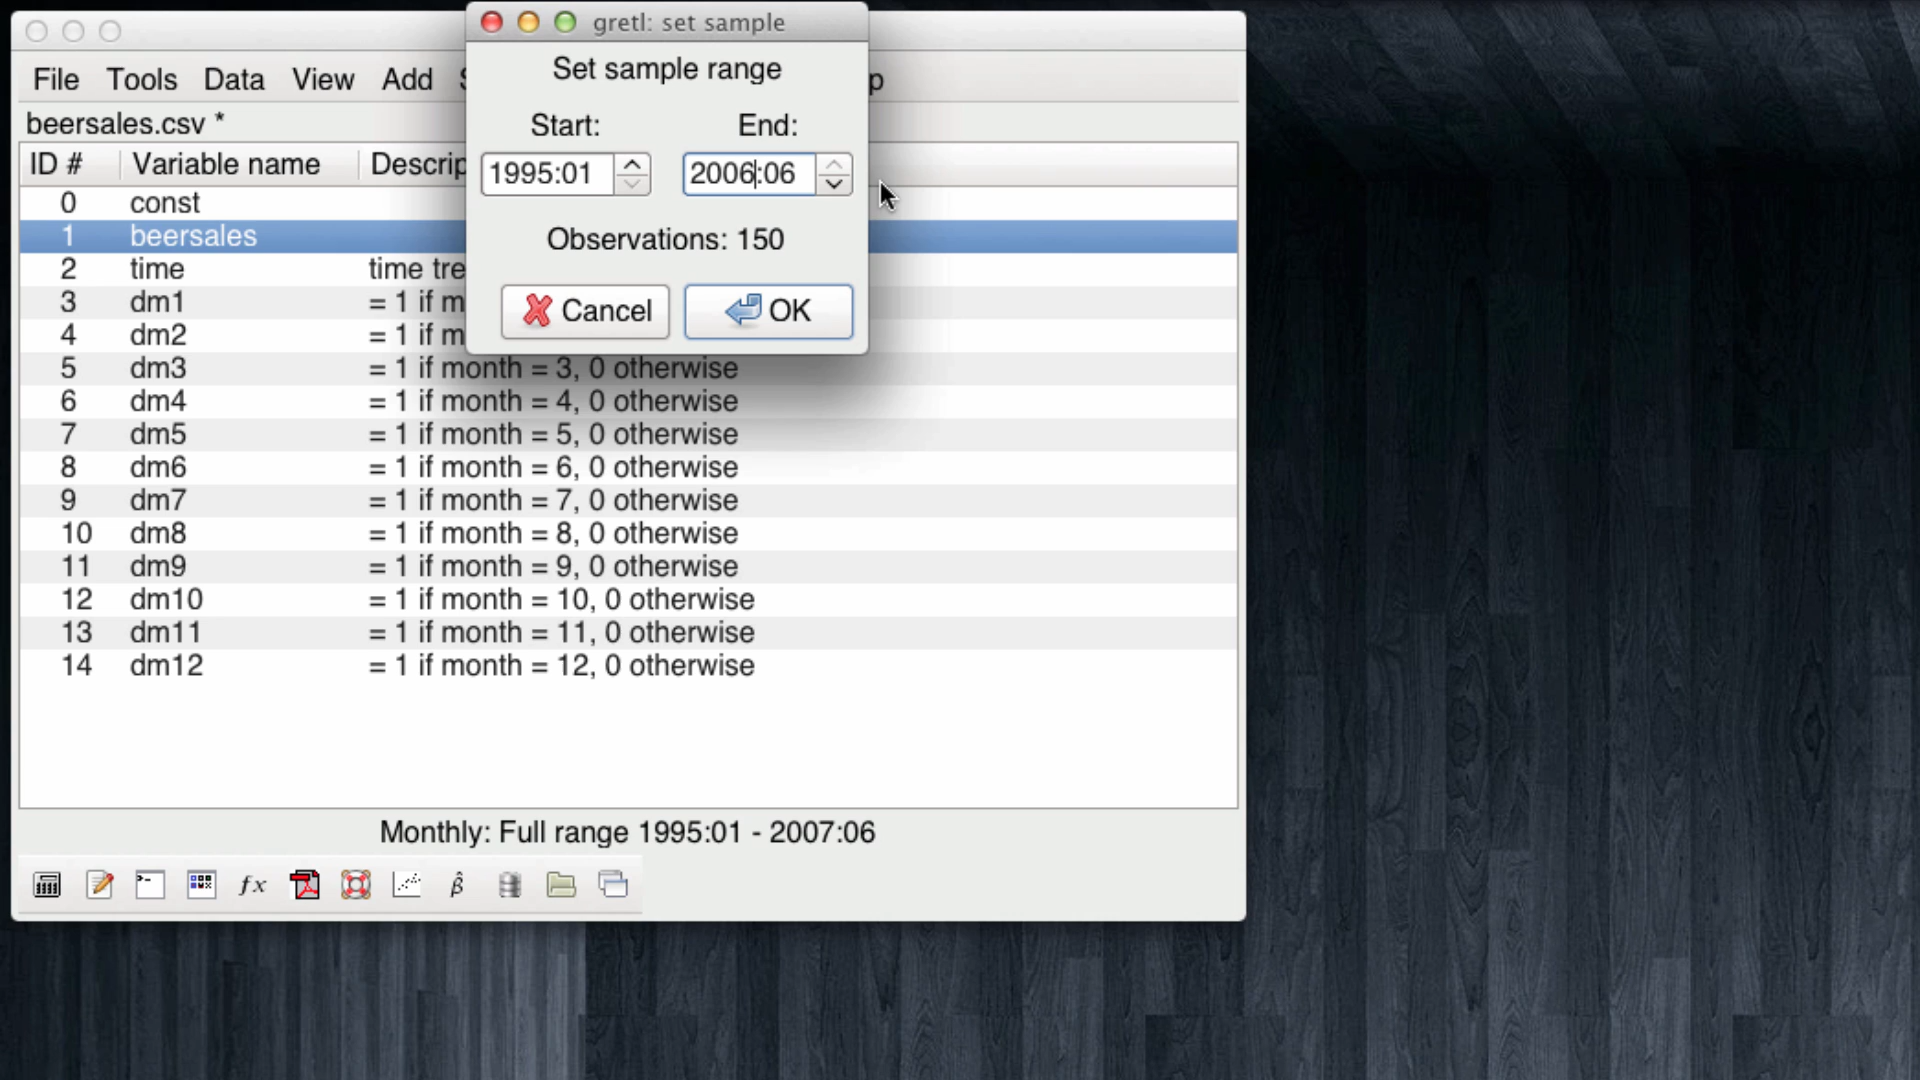 gretl: set sample
Set sample range
Start: End:
1995:01 2006:06
Observations: 150
Cancel OK
File Tools Data View Add
beersales.csv *
ID # Variable name Descrip
0 const
1 beersales
2 time time tre
3 dm1 = 1 if m
4 dm2 = 1 if m
5 dm3 = 1 if month = 3, 0 otherwise
6 dm4 = 1 if month = 4, 0 otherwise
7 dm5 = 1 if month = 5, 0 otherwise
8 dm6 = 1 if month = 6, 0 otherwise
9 dm7 = 1 if month = 7, 0 otherwise
10 dm8 = 1 if month = 8, 0 otherwise
11 dm9 = 1 if month = 9, 0 otherwise
12 dm10 = 1 if month = 10, 0 otherwise
13 dm11 = 1 if month = 11, 0 otherwise
14 dm12 = 1 if month = 12, 0 otherwise
Monthly: Full range 1995:01 - 2007:06
fx β̂